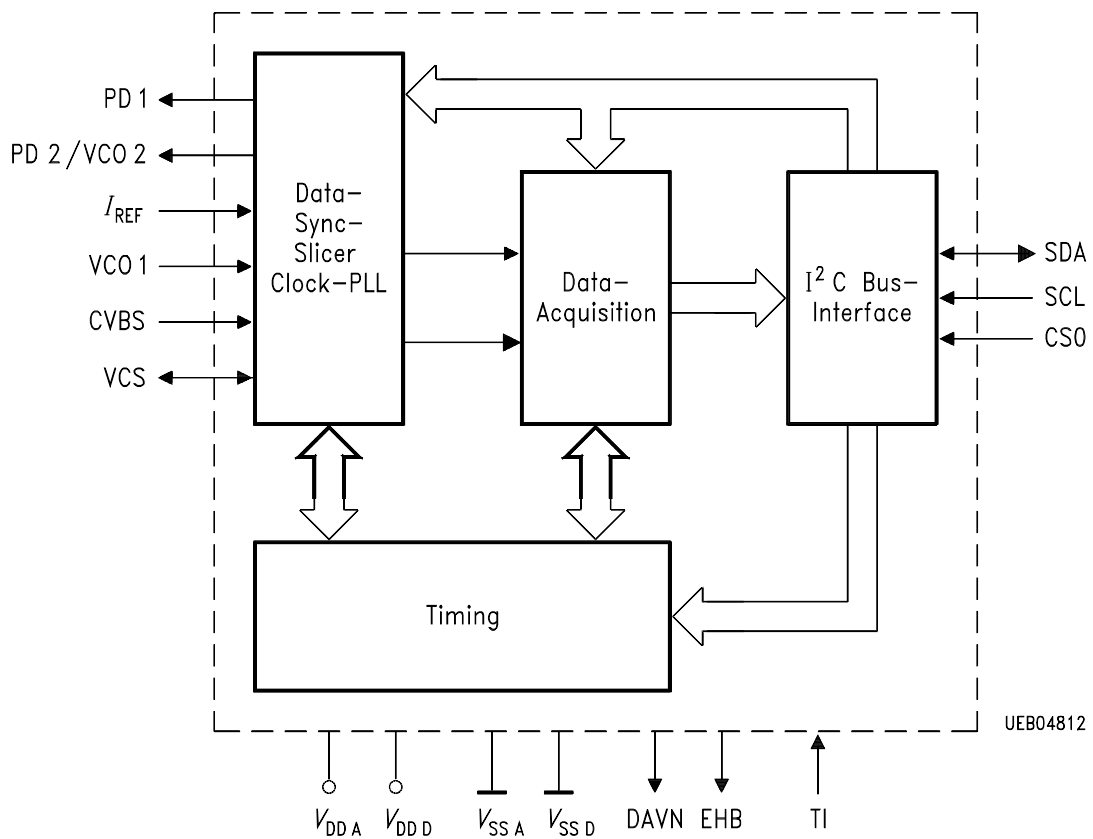 PD 1
PD 2/VCO 2
I REF
VCO 1
CVBS
VCS
Data-
Sync-
Slicer
Clock-PLL
Data-
Acquisition
I² C Bus-
Interface
SDA
SCL
CS0
Timing
UEB04812
V DD A
V DD D
V SS A
V SS D
DAVN
EHB
TI